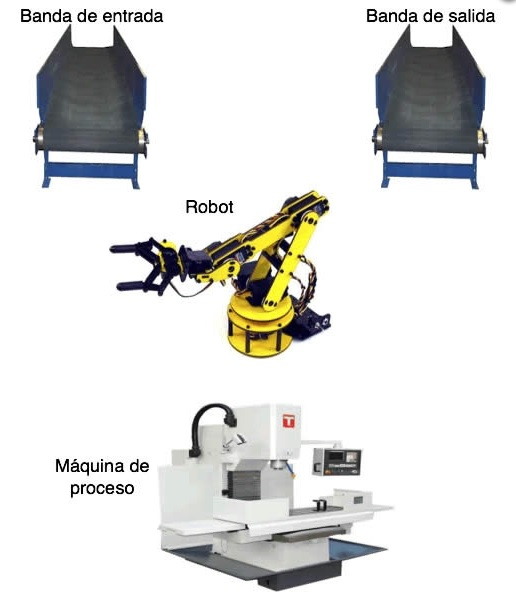 Banda de entrada
Banda de salida
Robot
T
Máquina de
proceso